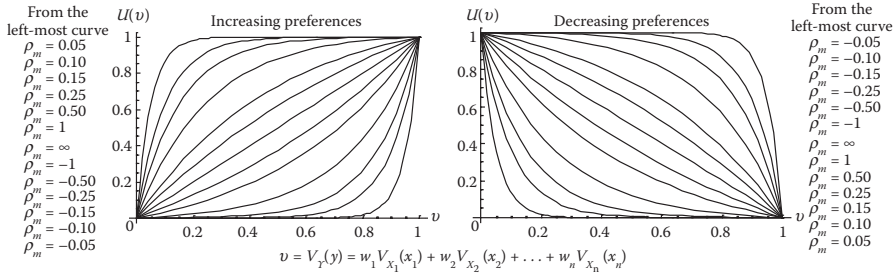 From the
left-most curve
ρm = 0.05
ρm = 0.10
ρm = 0.15
ρm = 0.25
ρm = 0.50
ρm = 1
ρm = ∞
ρm = −1
ρm = −0.50
ρm = −0.25
ρm = −0.15
ρm = −0.10
ρm = −0.05
U(υ)
Increasing preferences
1
0.8
0.6
0.4
0.2
0.2 0.4 0.6 0.8 1
υ
U(υ)
Decreasing preferences
1
0.8
0.6
0.4
0.2
0.2 0.4 0.6 0.8 1
υ
From the
left-most curve
ρm = −0.05
ρm = −0.10
ρm = −0.15
ρm = −0.25
ρm = −0.50
ρm = −1
ρm = ∞
ρm = 1
ρm = 0.50
ρm = 0.25
ρm = 0.15
ρm = 0.10
ρm = 0.05
υ = VY(y) = w1VX1(x1) + w2VX2(x2) + . . . + wnVXn(xn)